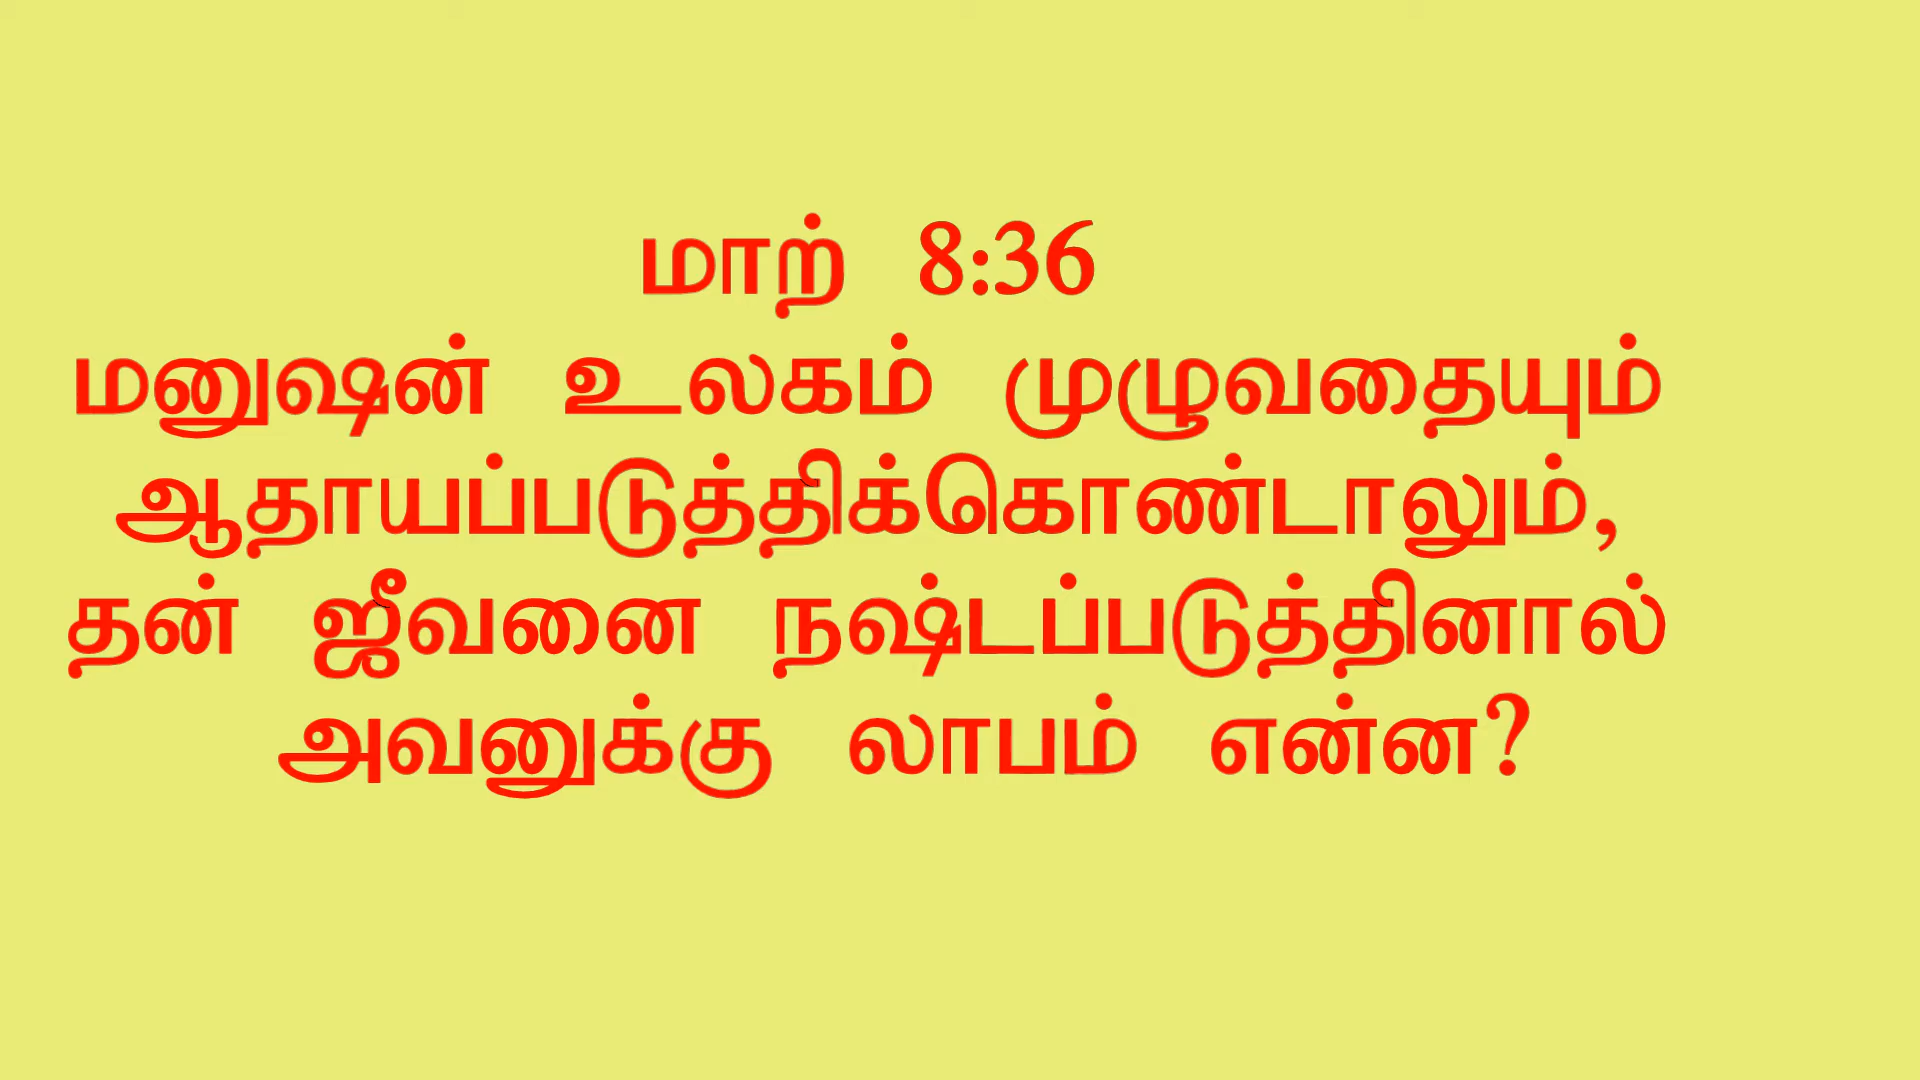 மாற் 8:36
மனுஷன் உலகம் முழுவதையும்
ஆதாயப்படுத்திக்கொண்டாலும்,
தன் ஜீவனை நஷ்டப்படுத்தினால்
அவனுக்கு லாபம் என்ன?